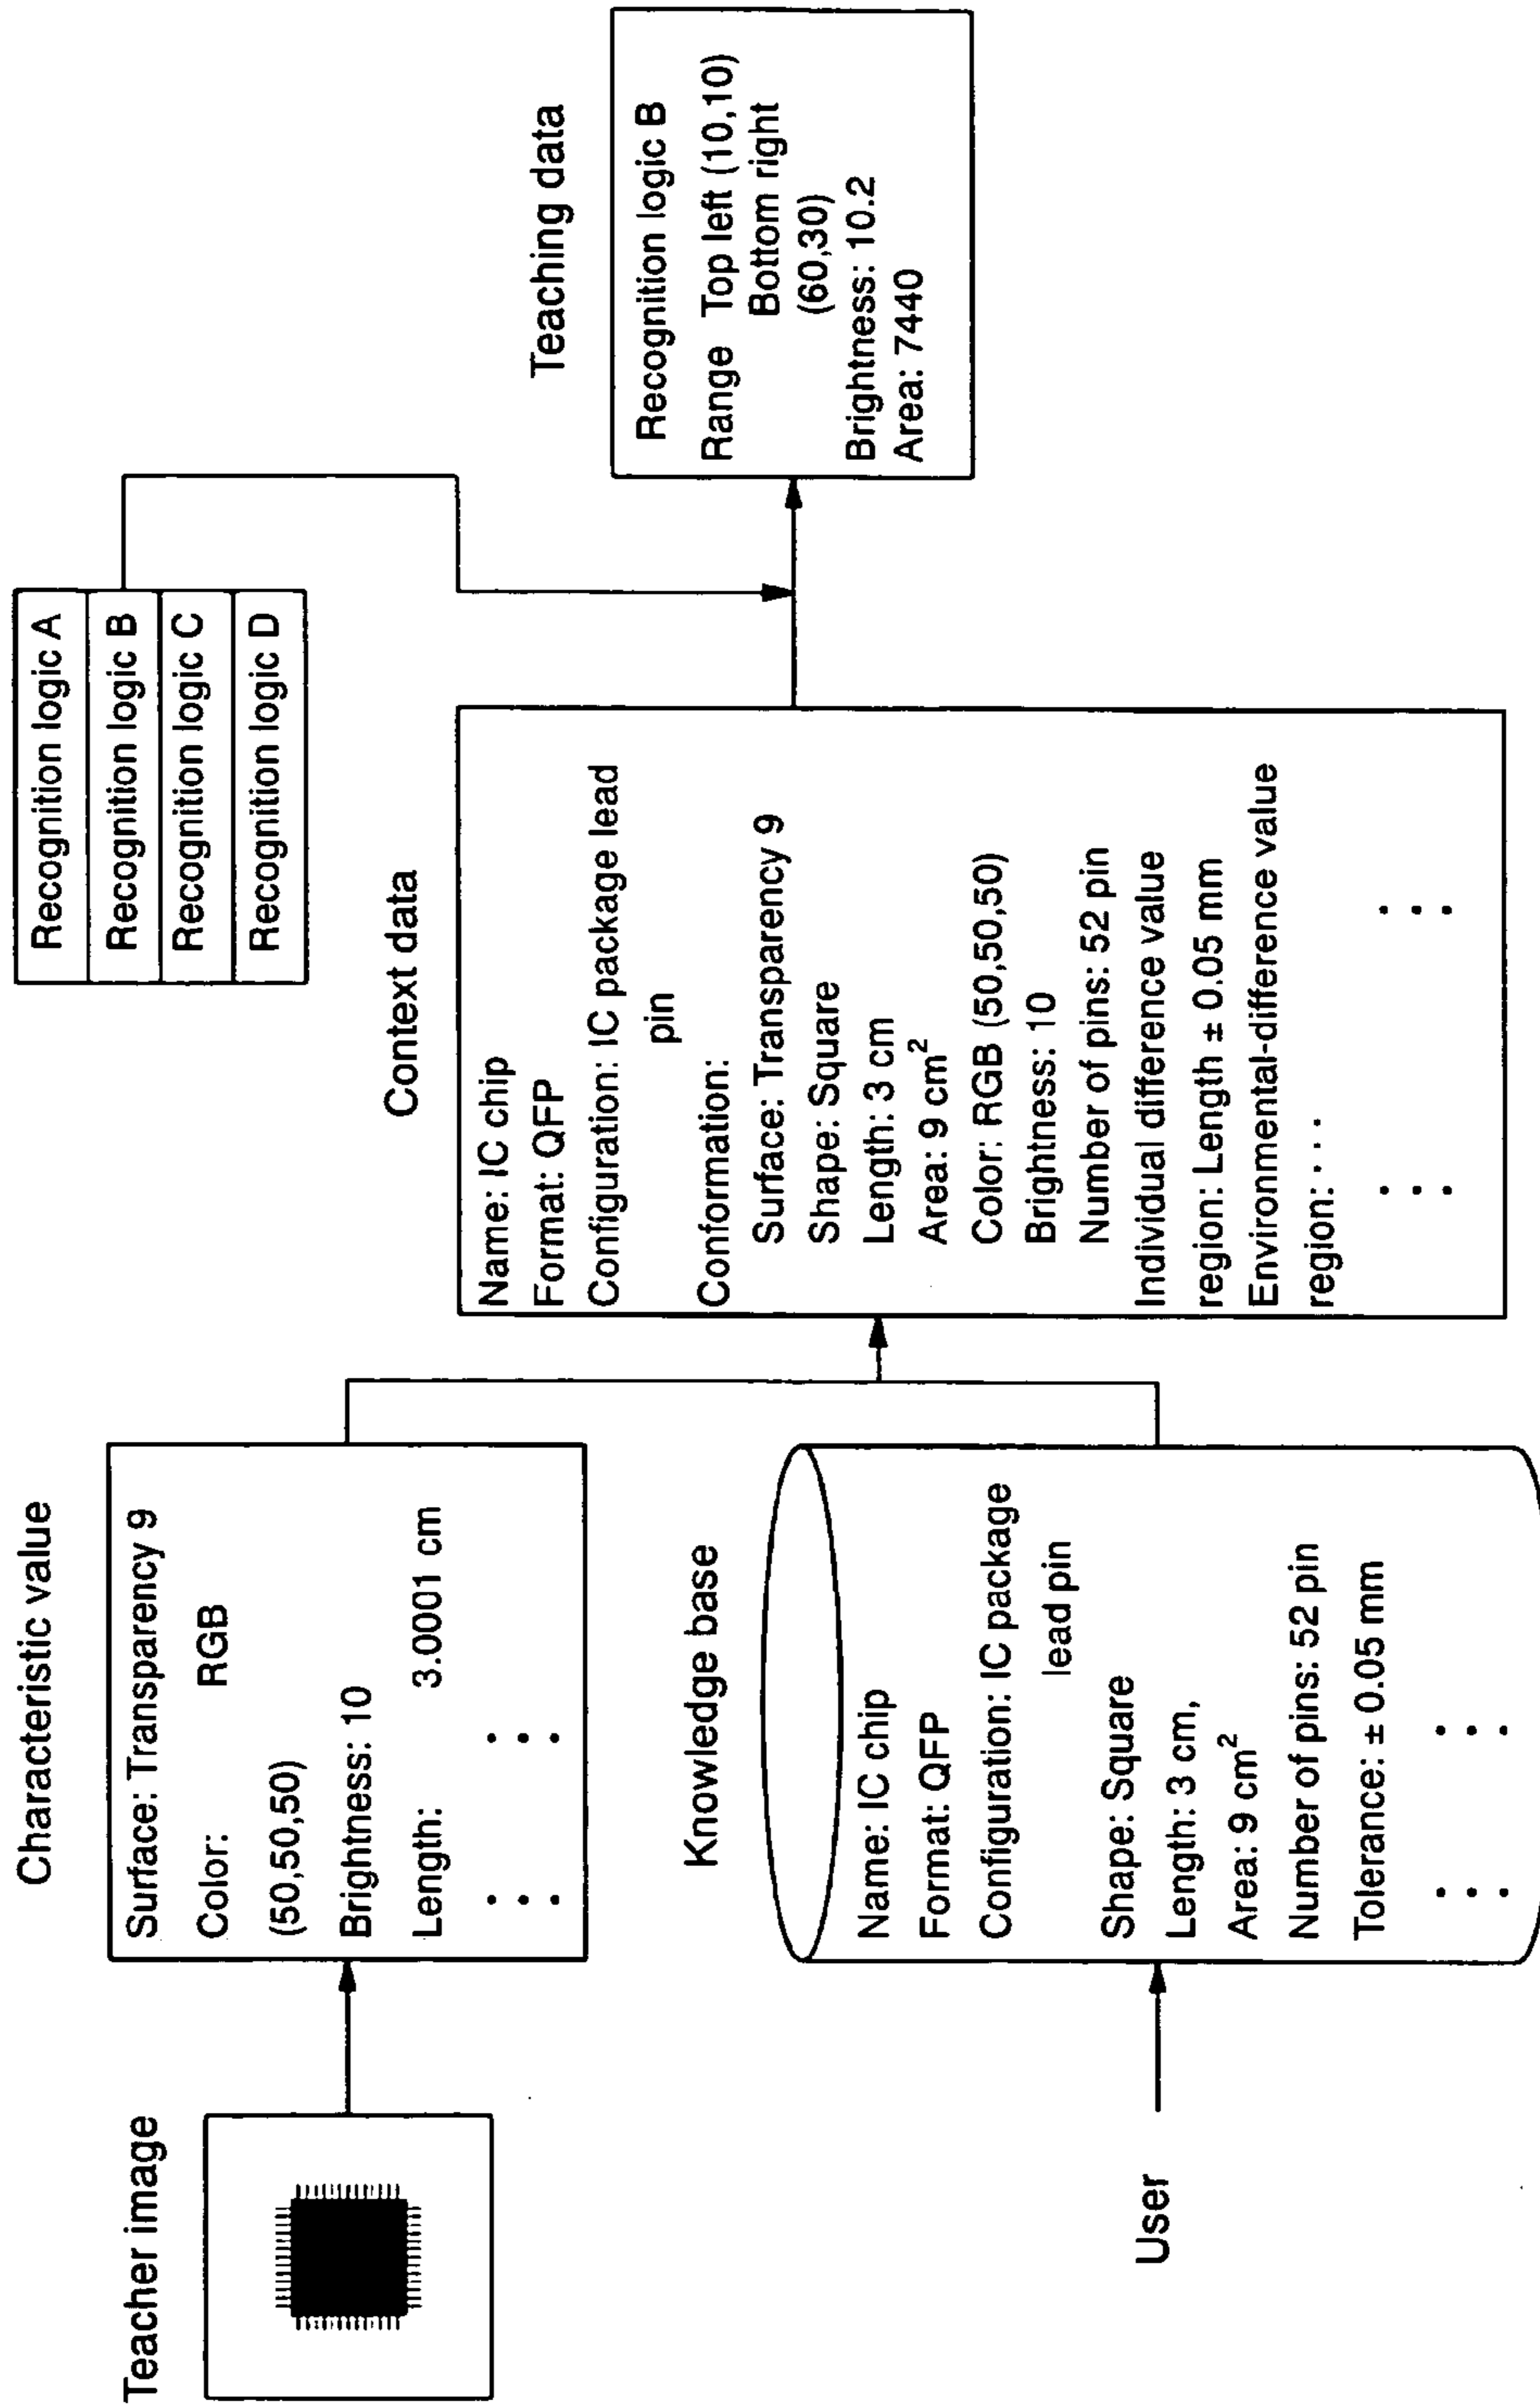 Teacher image
Characteristic value
Surface: Transparency 9
Color: RGB
(50,50,50)
Brightness: 10
Length: 3.0001 cm
⋮ ⋮
User
Knowledge base
Name: IC chip
Format: QFP
Configuration: IC package
lead pin
Shape: Square
Length: 3 cm,
Area: 9 cm²
Number of pins: 52 pin
Tolerance: ± 0.05 mm
⋮ ⋮
Context data
Name: IC chip
Format: QFP
Configuration: IC package lead
pin
Conformation:
Surface: Transparency 9
Shape: Square
Length: 3 cm
Area: 9 cm²
Color: RGB (50,50,50)
Brightness: 10
Number of pins: 52 pin
Individual difference value
region: Length ± 0.05 mm
Environmental-difference value
region: ...
⋮ ⋮
Recognition logic A
Recognition logic B
Recognition logic C
Recognition logic D
Teaching data
Recognition logic B
Range Top left (10,10)
Bottom right
(60,30)
Brightness: 10.2
Area: 7440